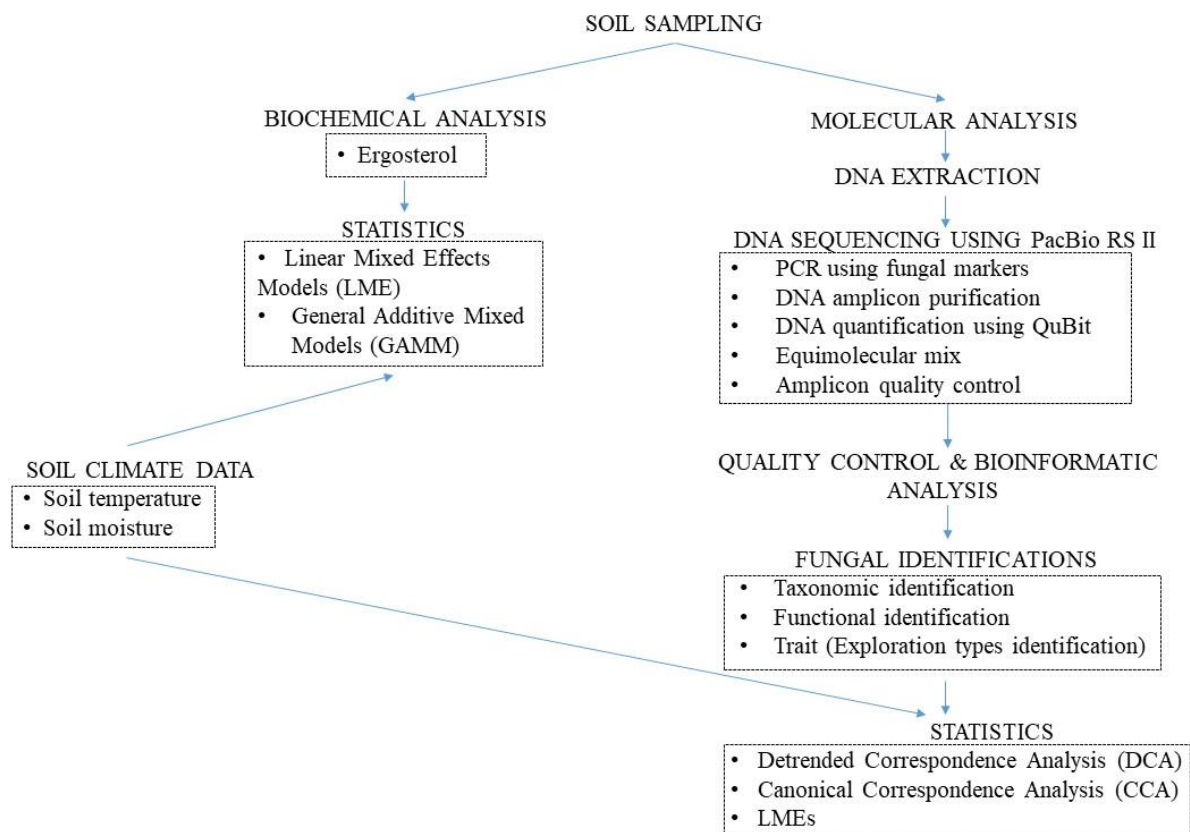 SOIL SAMPLING
BIOCHEMICAL ANALYSIS
• Ergosterol
STATISTICS
• Linear Mixed Effects
Models (LME)
• General Additive Mixed
Models (GAMM)
SOIL CLIMATE DATA
• Soil temperature
• Soil moisture
MOLECULAR ANALYSIS
DNA EXTRACTION
DNA SEQUENCING USING PacBio RS II
• PCR using fungal markers
• DNA amplicon purification
• DNA quantification using QuBit
• Equimolecular mix
• Amplicon quality control
QUALITY CONTROL & BIOINFORMATIC
ANALYSIS
FUNGAL IDENTIFICATIONS
• Taxonomic identification
• Functional identification
• Trait (Exploration types identification)
STATISTICS
• Detrended Correspondence Analysis (DCA)
• Canonical Correspondence Analysis (CCA)
• LMEs